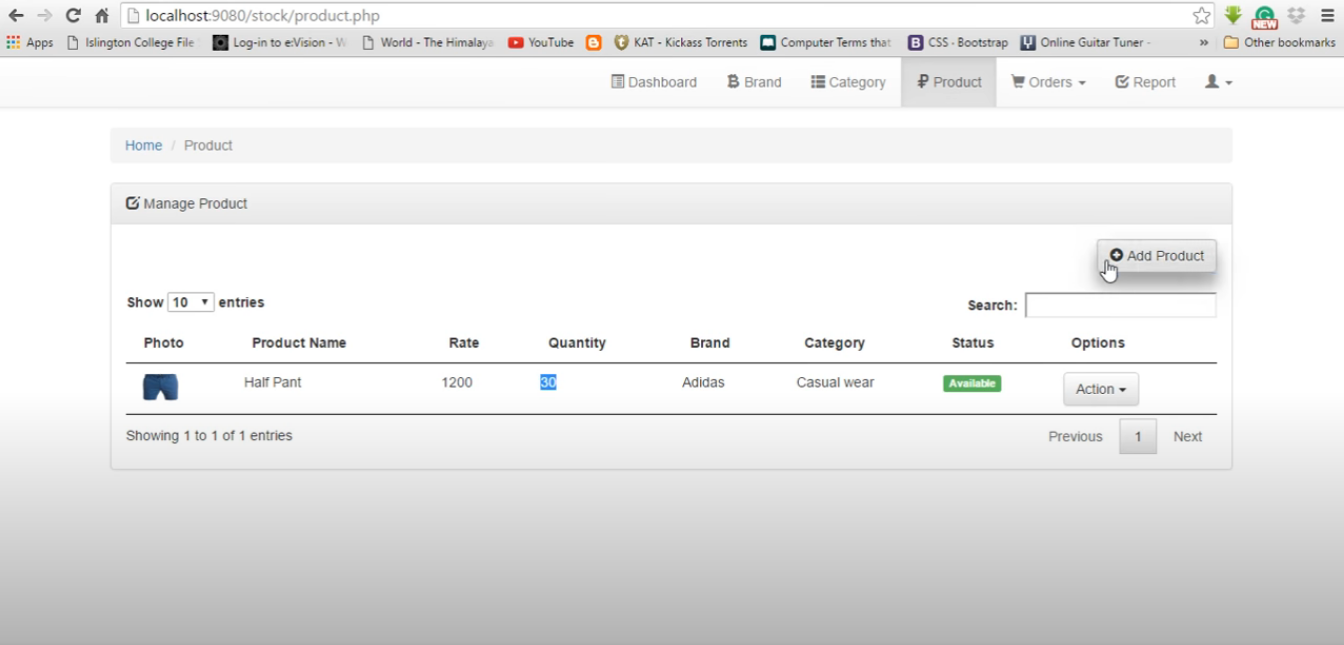 localhost:9080/stock/product.php
NEW
Apps Islington College File Log-in to e:Vision - World - The Himalaya YouTube KAT - Kickass Torrents Computer Terms that CSS · Bootstrap Online Guitar Tuner - » Other bookmarks
Dashboard Brand Category Product Orders Report
Home / Product
Manage Product
Add Product
Show 10 entries Search:
Photo Product Name Rate Quantity Brand Category Status Options
Half Pant 1200 30 Adidas Casual wear Available Action
Showing 1 to 1 of 1 entries Previous 1 Next